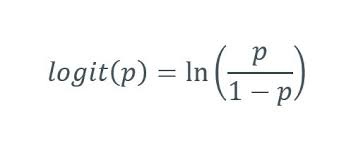 logit(p) = ln(p/(1 − p))